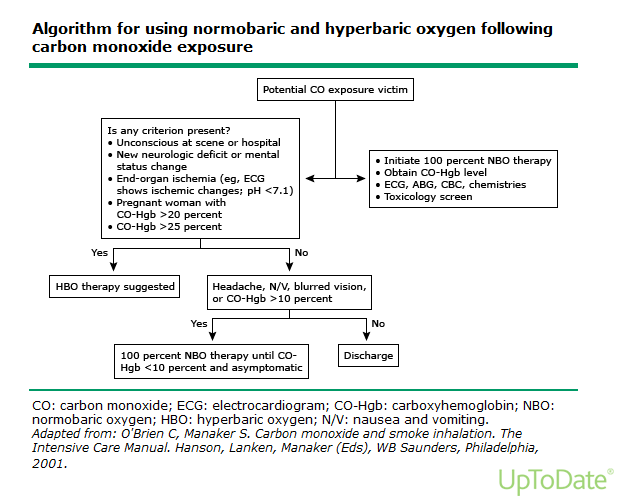 Algorithm for using normobaric and hyperbaric oxygen following
carbon monoxide exposure
Potential CO exposure victim
Is any criterion present?
• Unconscious at scene or hospital
• New neurologic deficit or mental
status change
• End-organ ischemia (eg, ECG
shows ischemic changes; pH <7.1)
• Pregnant woman with
CO-Hgb >20 percent
• CO-Hgb >25 percent
• Initiate 100 percent NBO therapy
• Obtain CO-Hgb level
• ECG, ABG, CBC, chemistries
• Toxicology screen
Yes
No
HBO therapy suggested
Headache, N/V, blurred vision,
or CO-Hgb >10 percent
Yes
No
100 percent NBO therapy until CO-
Hgb <10 percent and asymptomatic
Discharge
CO: carbon monoxide; ECG: electrocardiogram; CO-Hgb: carboxyhemoglobin; NBO:
normobaric oxygen; HBO: hyperbaric oxygen; N/V: nausea and vomiting.
Adapted from: O'Brien C, Manaker S. Carbon monoxide and smoke inhalation. The
Intensive Care Manual. Hanson, Lanken, Manaker (Eds), WB Saunders, Philadelphia,
2001.
UpToDate®